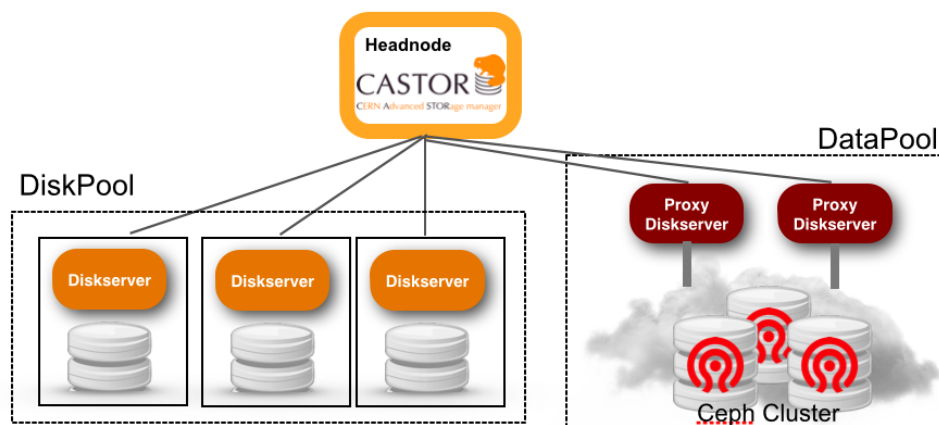 Headnode
CASTOR
CERN Advanced STORage manager
DataPool
DiskPool
Proxy
Diskserver
Proxy
Diskserver
Diskserver
Diskserver
Diskserver
Ceph Cluster